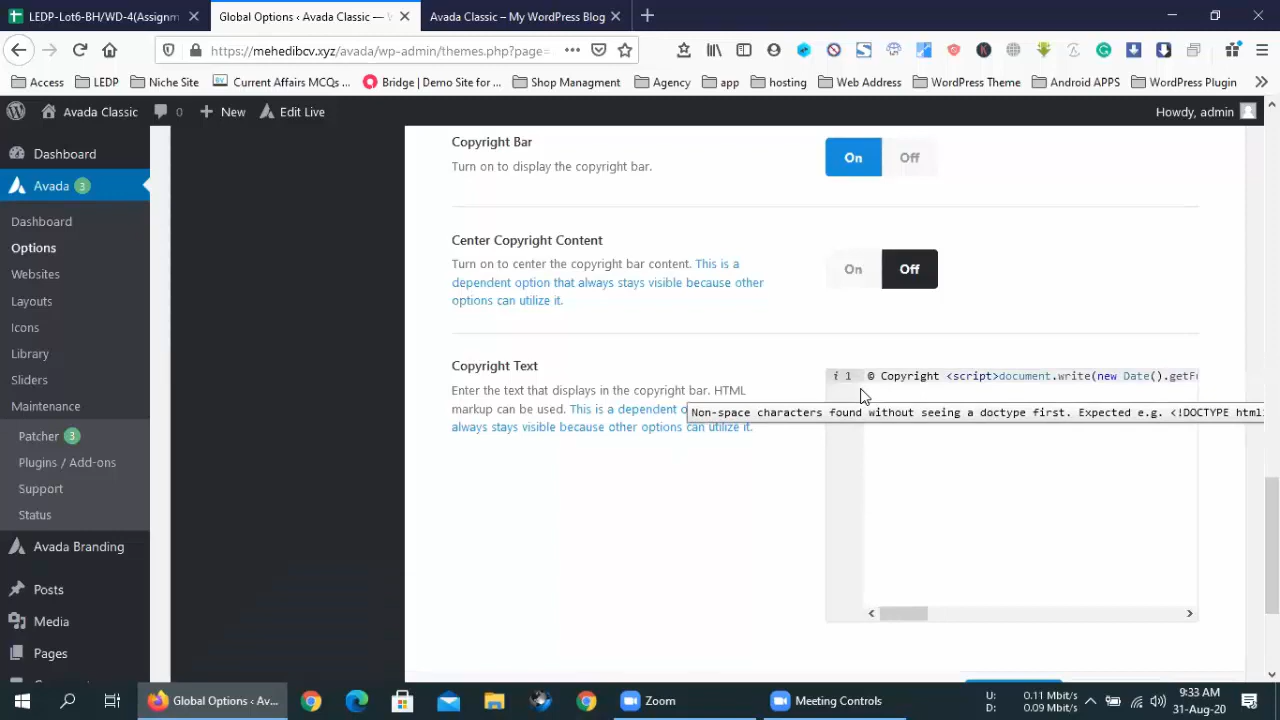 LEDP-Lot6-BH/WD-4(Assignm
Global Options ‹ Avada Classic —
Avada Classic – My WordPress Blog
https://mehedibcv.xyz/avada/wp-admin/themes.php?page=
Access
LEDP
Niche Site
Current Affairs MCQs ...
Bridge | Demo Site for ...
Shop Managment
Agency
app
hosting
Web Address
WordPress Theme
Android APPS
WordPress Plugin
Avada Classic
0
New
Edit Live
Howdy, admin
Dashboard
Avada 3
Dashboard
Options
Websites
Layouts
Icons
Library
Sliders
Maintenance
Patcher 3
Plugins / Add-ons
Support
Status
Avada Branding
Posts
Media
Pages
Copyright Bar
Turn on to display the copyright bar.
On Off
Center Copyright Content
Turn on to center the copyright bar content. This is a
dependent option that always stays visible because other
options can utilize it.
On Off
Copyright Text
Enter the text that displays in the copyright bar. HTML
markup can be used. This is a dependent o
always stays visible because other options can utilize it.
i 1 © Copyright <script>document.write(new Date().getF
Non-space characters found without seeing a doctype first. Expected e.g. <!DOCTYPE html
Global Options ‹ Ava...
Zoom
Meeting Controls
U: 0.11 Mbit/s
D: 0.09 Mbit/s
9:33 AM
31-Aug-20